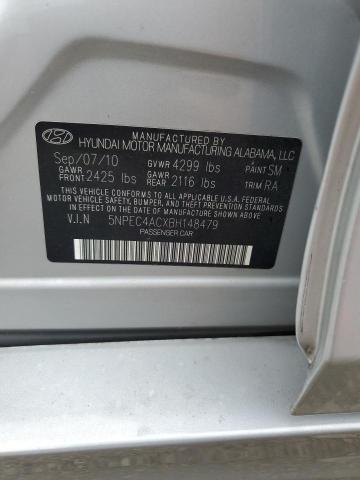 MANUFACTURED BY
HYUNDAI MOTOR MANUFACTURING ALABAMA, LLC
Sep/07/10 GVWR 4299 lbs PAINT SM
GAWR FRONT 2425 lbs GAWR REAR 2116 lbs TRIM RA
THIS VEHICLE CONFORMS TO ALL APPLICABLE U.S.A. FEDERAL
MOTOR VEHICLE SAFETY, BUMPER, AND THEFT PREVENTION STANDARDS
IN EFFECT ON THE DATE OF MANUFACTURE SHOWN ABOVE.
V.I.N 5NPEC4ACXBH148479
PASSENGER CAR